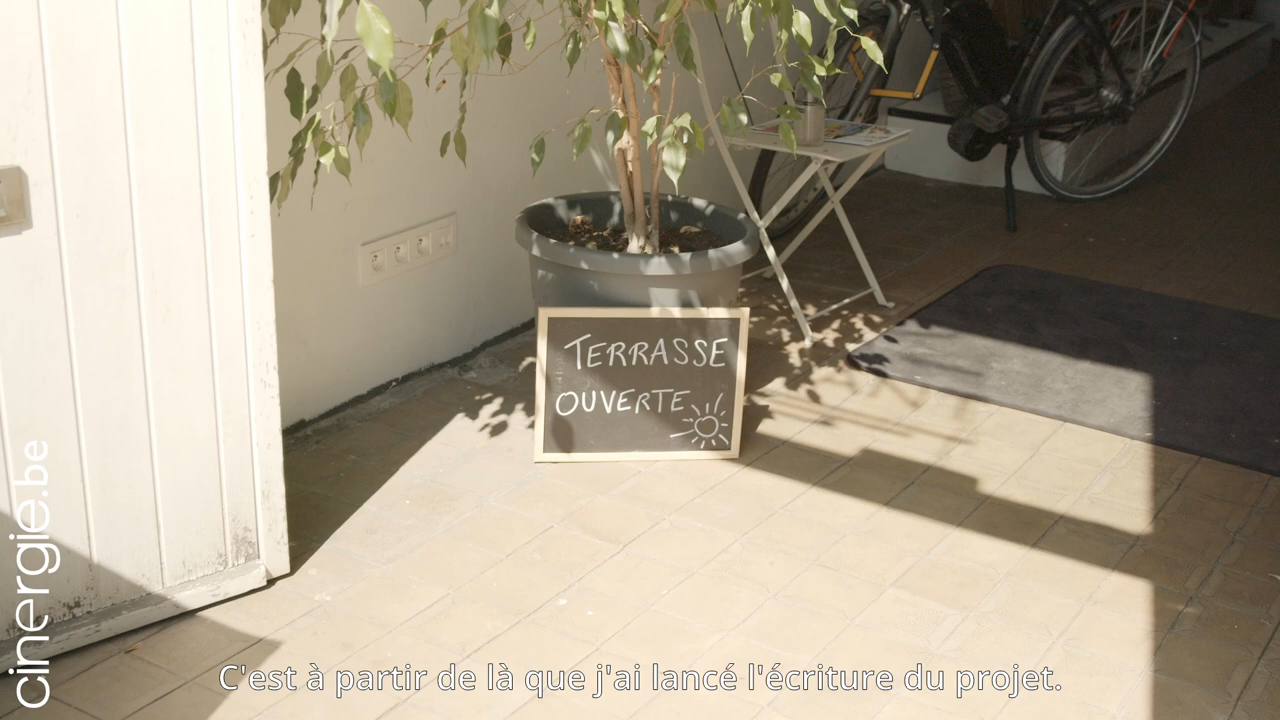 TERRASSE
OUVERTE
cinergie.be
C'est à partir de là que j'ai lancé l'écriture du projet.